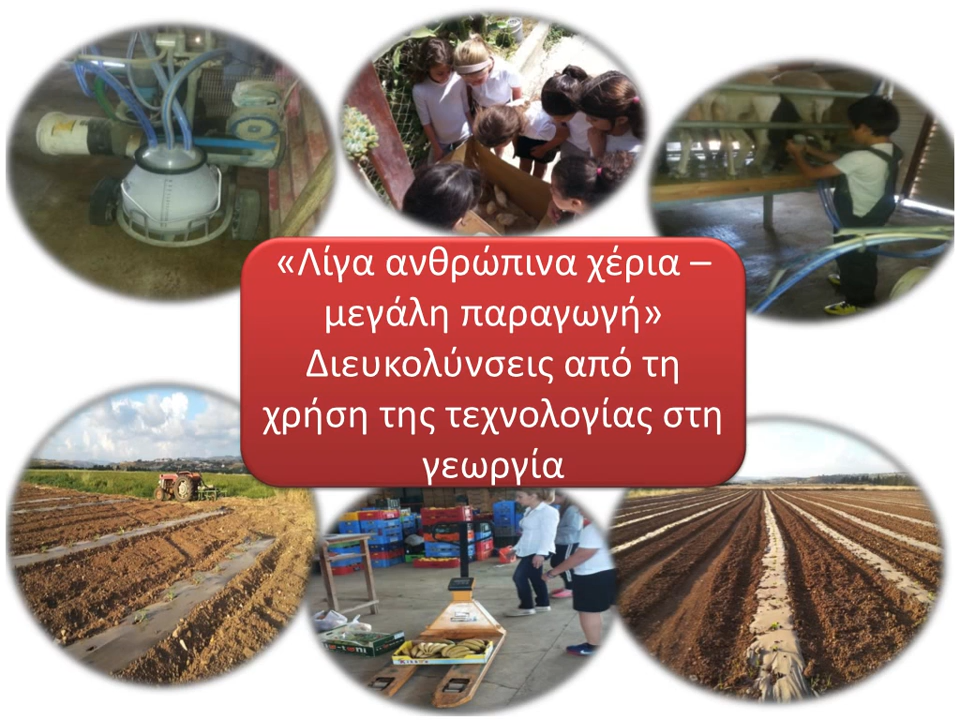 «Λίγα ανθρώπινα χέρια –
μεγάλη παραγωγή»
Διευκολύνσεις από τη
χρήση της τεχνολογίας στη
γεωργία